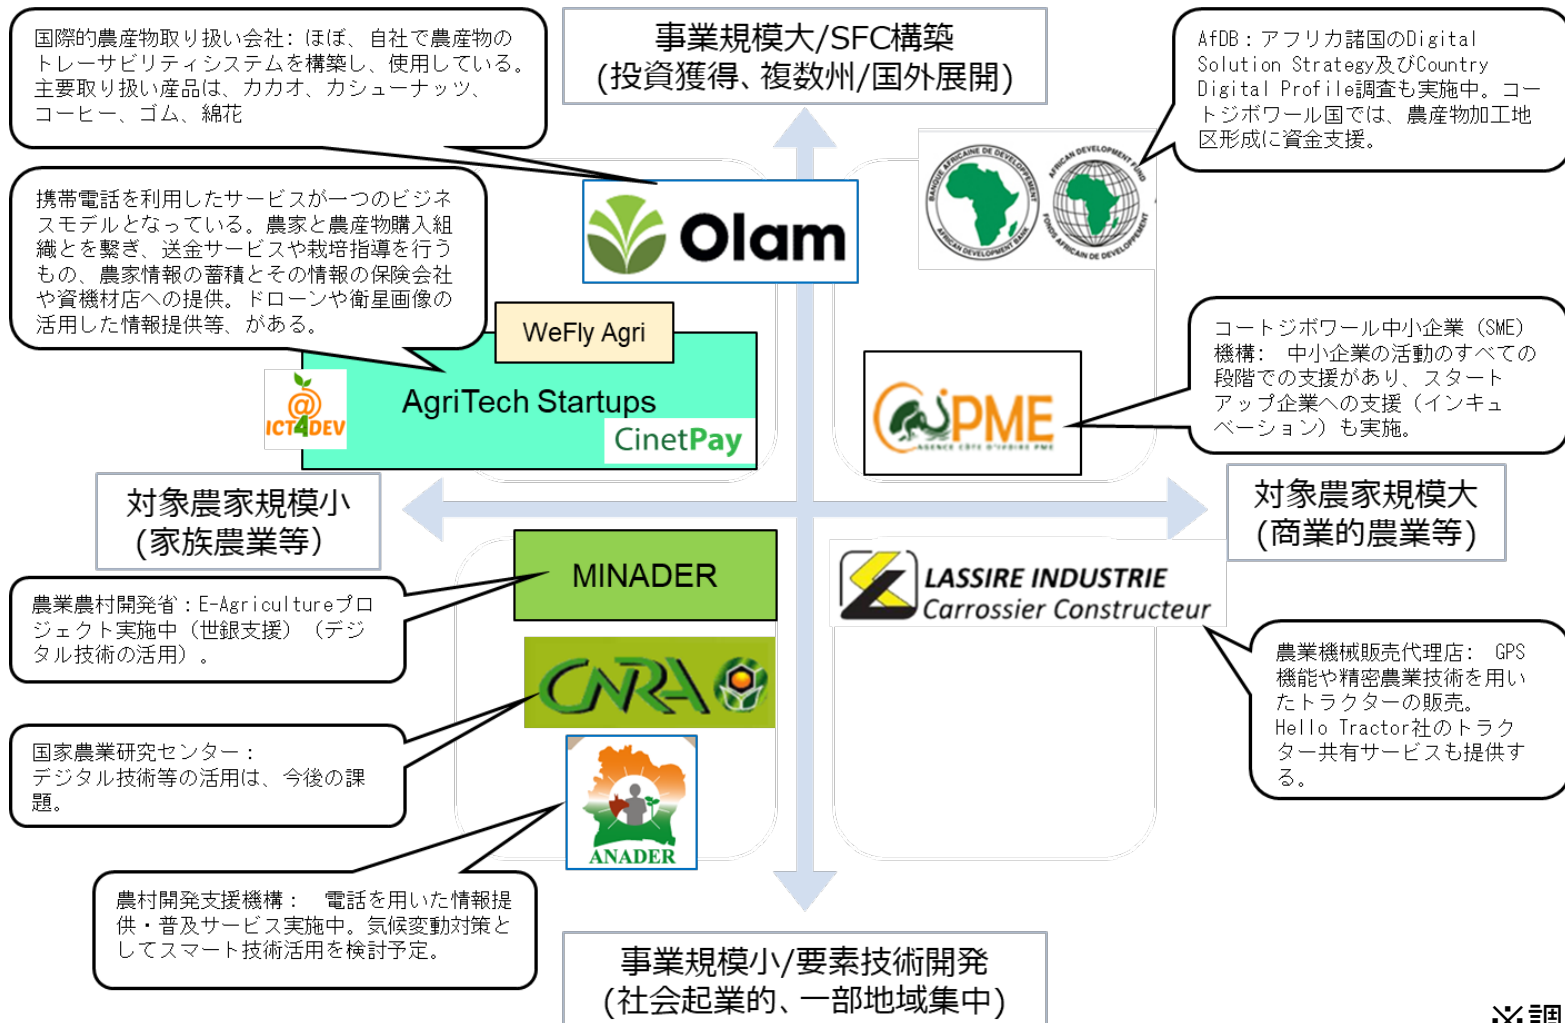 事業規模大/SFC構築
(投資獲得、複数州/国外展開)
国際的農産物取り扱い会社: ほぼ、自社で農産物の
トレーサビリティシステムを構築し、使用している。
主要取り扱い産品は、カカオ、カシューナッツ、
コーヒー、ゴム、綿花
AfDB：アフリカ諸国のDigital
Solution Strategy及びCountry
Digital Profile調査も実施中。コー
トジボワール国では、農産物加工地
区形成に資金支援。
BANQUE AFRICAINE DE DEVELOPPEMENT
AFRICAN DEVELOPMENT BANK
AFRICAN DEVELOPMENT FUND
FONDS AFRICAIN DE DEVELOPPEMENT
Olam
携帯電話を利用したサービスが一つのビジネ
スモデルとなっている。農家と農産物購入組
織とを繋ぎ、送金サービスや栽培指導を行う
もの、農家情報の蓄積とその情報の保険会社
や資機材店への提供。ドローンや衛星画像の
活用した情報提供等、がある。
WeFly Agri
AgriTech Startups
@
ICT4DEV
CinetPay
CiPME
AGENCE CÔTE D'IVOIRE PME
コートジボワール中小企業（SME）
機構： 中小企業の活動のすべての
段階での支援があり、スタート
アップ企業への支援（インキュ
ベーション）も実施。
対象農家規模小
(家族農業等）
対象農家規模大
(商業的農業等)
MINADER
農業農村開発省：E-Agricultureプロ
ジェクト実施中（世銀支援）（デジ
タル技術の活用）。
LASSIRE INDUSTRIE
Carrossier Constructeur
農業機械販売代理店： GPS
機能や精密農業技術を用い
たトラクターの販売。
Hello Tractor社のトラク
ター共有サービスも提供す
る。
CNRA
国家農業研究センター：
デジタル技術等の活用は、今後の課
題。
ANADER
農村開発支援機構： 電話を用いた情報提
供・普及サービス実施中。気候変動対策と
してスマート技術活用を検討予定。
事業規模小/要素技術開発
(社会起業的、一部地域集中)
※調